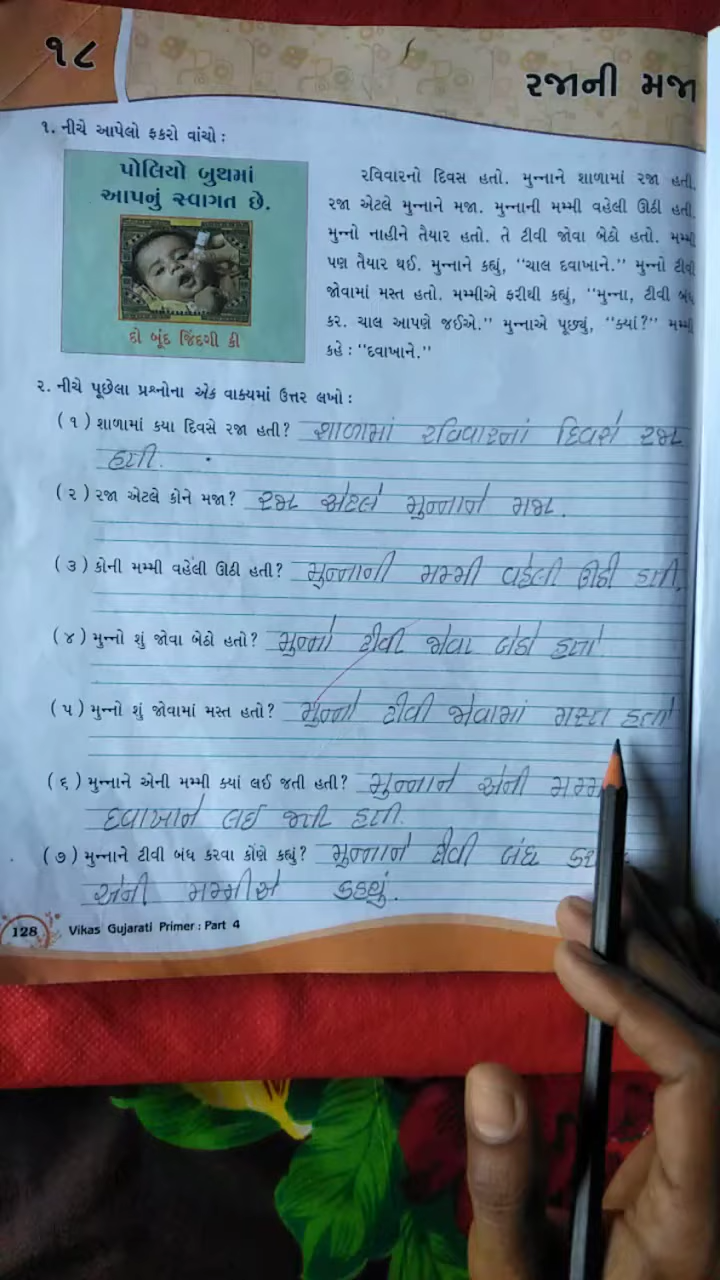 ૧૮
રજાની મજા
૧. નીચે આપેલો ફકરો વાંચો :
પોલિયો બુથમાં
આપનું સ્વાગત છે.
દો બૂંદ જિંદગી કી
રવિવારનો દિવસ હતો. મુન્નાને શાળામાં રજા હતી.
રજા એટલે મુન્નાને મજા. મુન્નાની મમ્મી વહેલી ઊઠી હતી.
મુન્નો નાહીને તૈયાર હતો. તે ટીવી જોવા બેઠો હતો. મમ્મી
પણ તૈયાર થઈ. મુન્નાને કહ્યું, “ચાલ દવાખાને.” મુન્નો ટીવી
જોવામાં મસ્ત હતો. મમ્મીએ ફરીથી કહ્યું, “મુન્ના, ટીવી બંધ
કર. ચાલ આપણે જઈએ.” મુન્નાએ પૂછ્યું, “ક્યાં?” મમ્મી
કહે : “દવાખાને.”
૨. નીચે પૂછેલા પ્રશ્નોના એક વાક્યમાં ઉત્તર લખો :
(૧) શાળામાં કયા દિવસે રજા હતી? શાળામાં રવિવારનાં દિવસે રજા
હતી.
(૨) રજા એટલે કોને મજા? રજા એટલે મુન્નાને મજા.
(૩) કોની મમ્મી વહેલી ઊઠી હતી? મુન્નાની મમ્મી વહેલી ઊઠી હતી.
(૪) મુન્નો શું જોવા બેઠો હતો? મુન્નો ટીવી જોવા બેઠો હતો.
(૫) મુન્નો શું જોવામાં મસ્ત હતો? મુન્નો ટીવી જોવામાં મસ્ત હતો
(૬) મુન્નાને એની મમ્મી ક્યાં લઈ જતી હતી? મુન્નાને એની
દવાખાને લઈ જતી હતી.
(૭) મુન્નાને ટીવી બંધ કરવા કોણે કહ્યું? મુન્નાને ટીવી બંધ
એની મમ્મીએ કહ્યું.
128 Vikas Gujarati Primer : Part 4